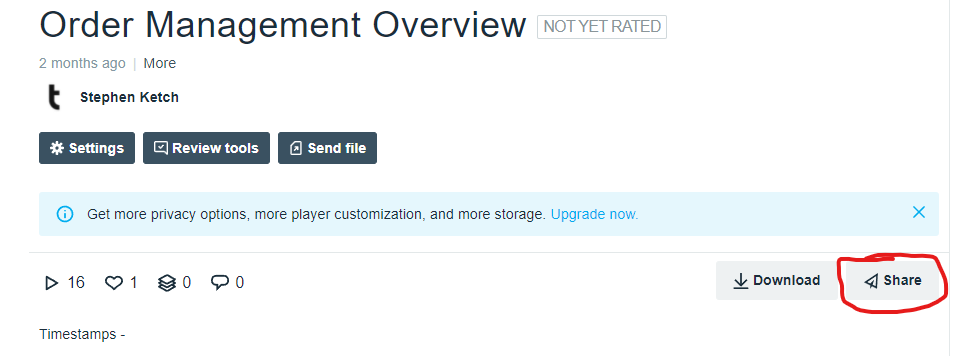 Order Management Overview NOT YET RATED
2 months ago | More
t Stephen Ketch
Settings Review tools Send file
Get more privacy options, more player customization, and more storage. Upgrade now.
16 1 0 0 Download Share
Timestamps -